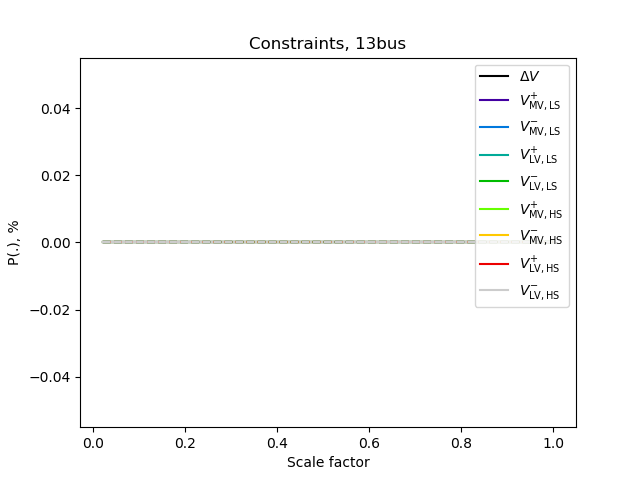 Constraints, 13bus
ΔV
V⁺MV, LS
V⁻MV, LS
V⁺LV, LS
V⁻LV, LS
V⁺MV, HS
V⁻MV, HS
V⁺LV, HS
V⁻LV, HS
0.04
0.02
0.00
−0.02
−0.04
P(.), %
0.0 0.2 0.4 0.6 0.8 1.0
Scale factor